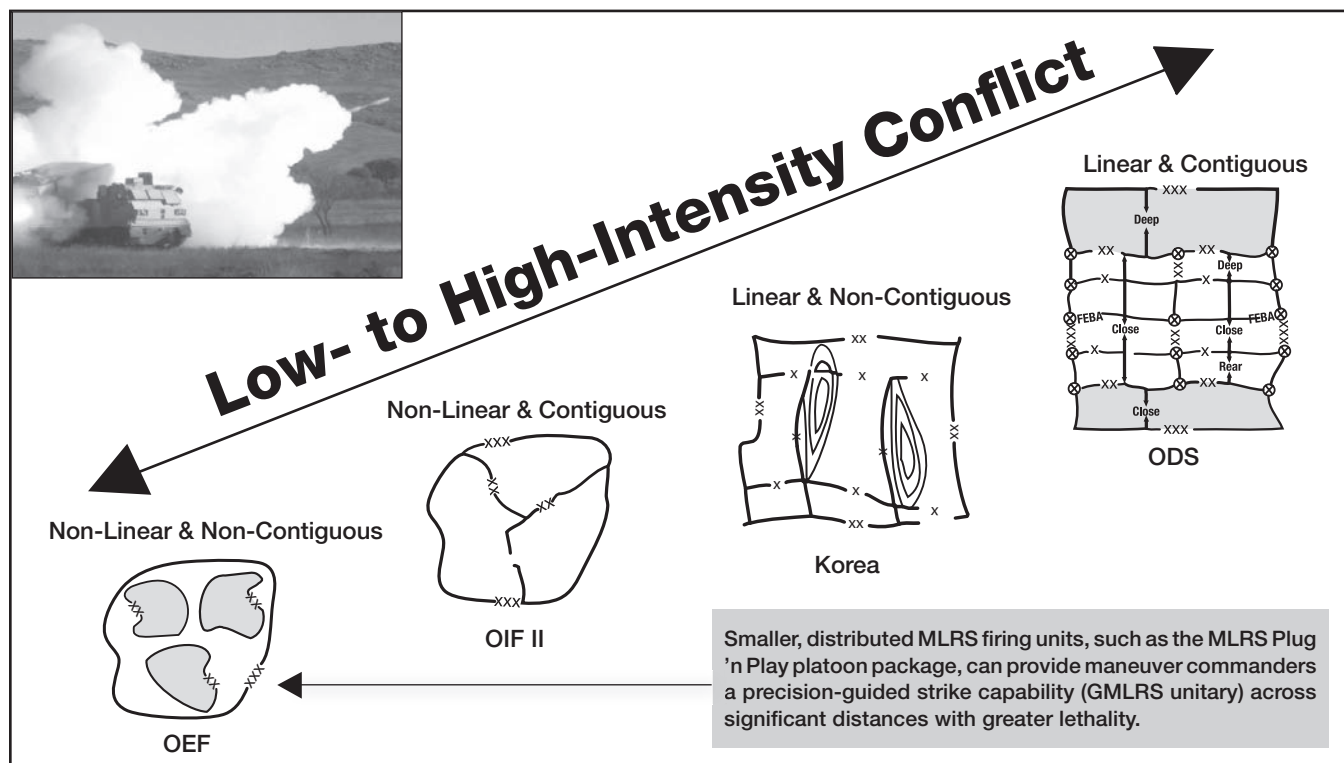 Low- to High-Intensity Conflict
Linear & Contiguous
XXX
Deep
XX
XX
XX
Deep
X
X
FEBA
FEBA
XX
Close
Close
XX
XX
X
X
Rear
XX
XX
Close
XXX
ODS
Linear & Non-Contiguous
XX
X
X
X
XX
XX
X
X
X
X
X
XX
Korea
Non-Linear & Contiguous
XXX
XX
XX
XXX
OIF II
Non-Linear & Non-Contiguous
XX
XX
XX
XXX
OEF
Smaller, distributed MLRS firing units, such as the MLRS Plug
’n Play platoon package, can provide maneuver commanders
a precision-guided strike capability (GMLRS unitary) across
significant distances with greater lethality.